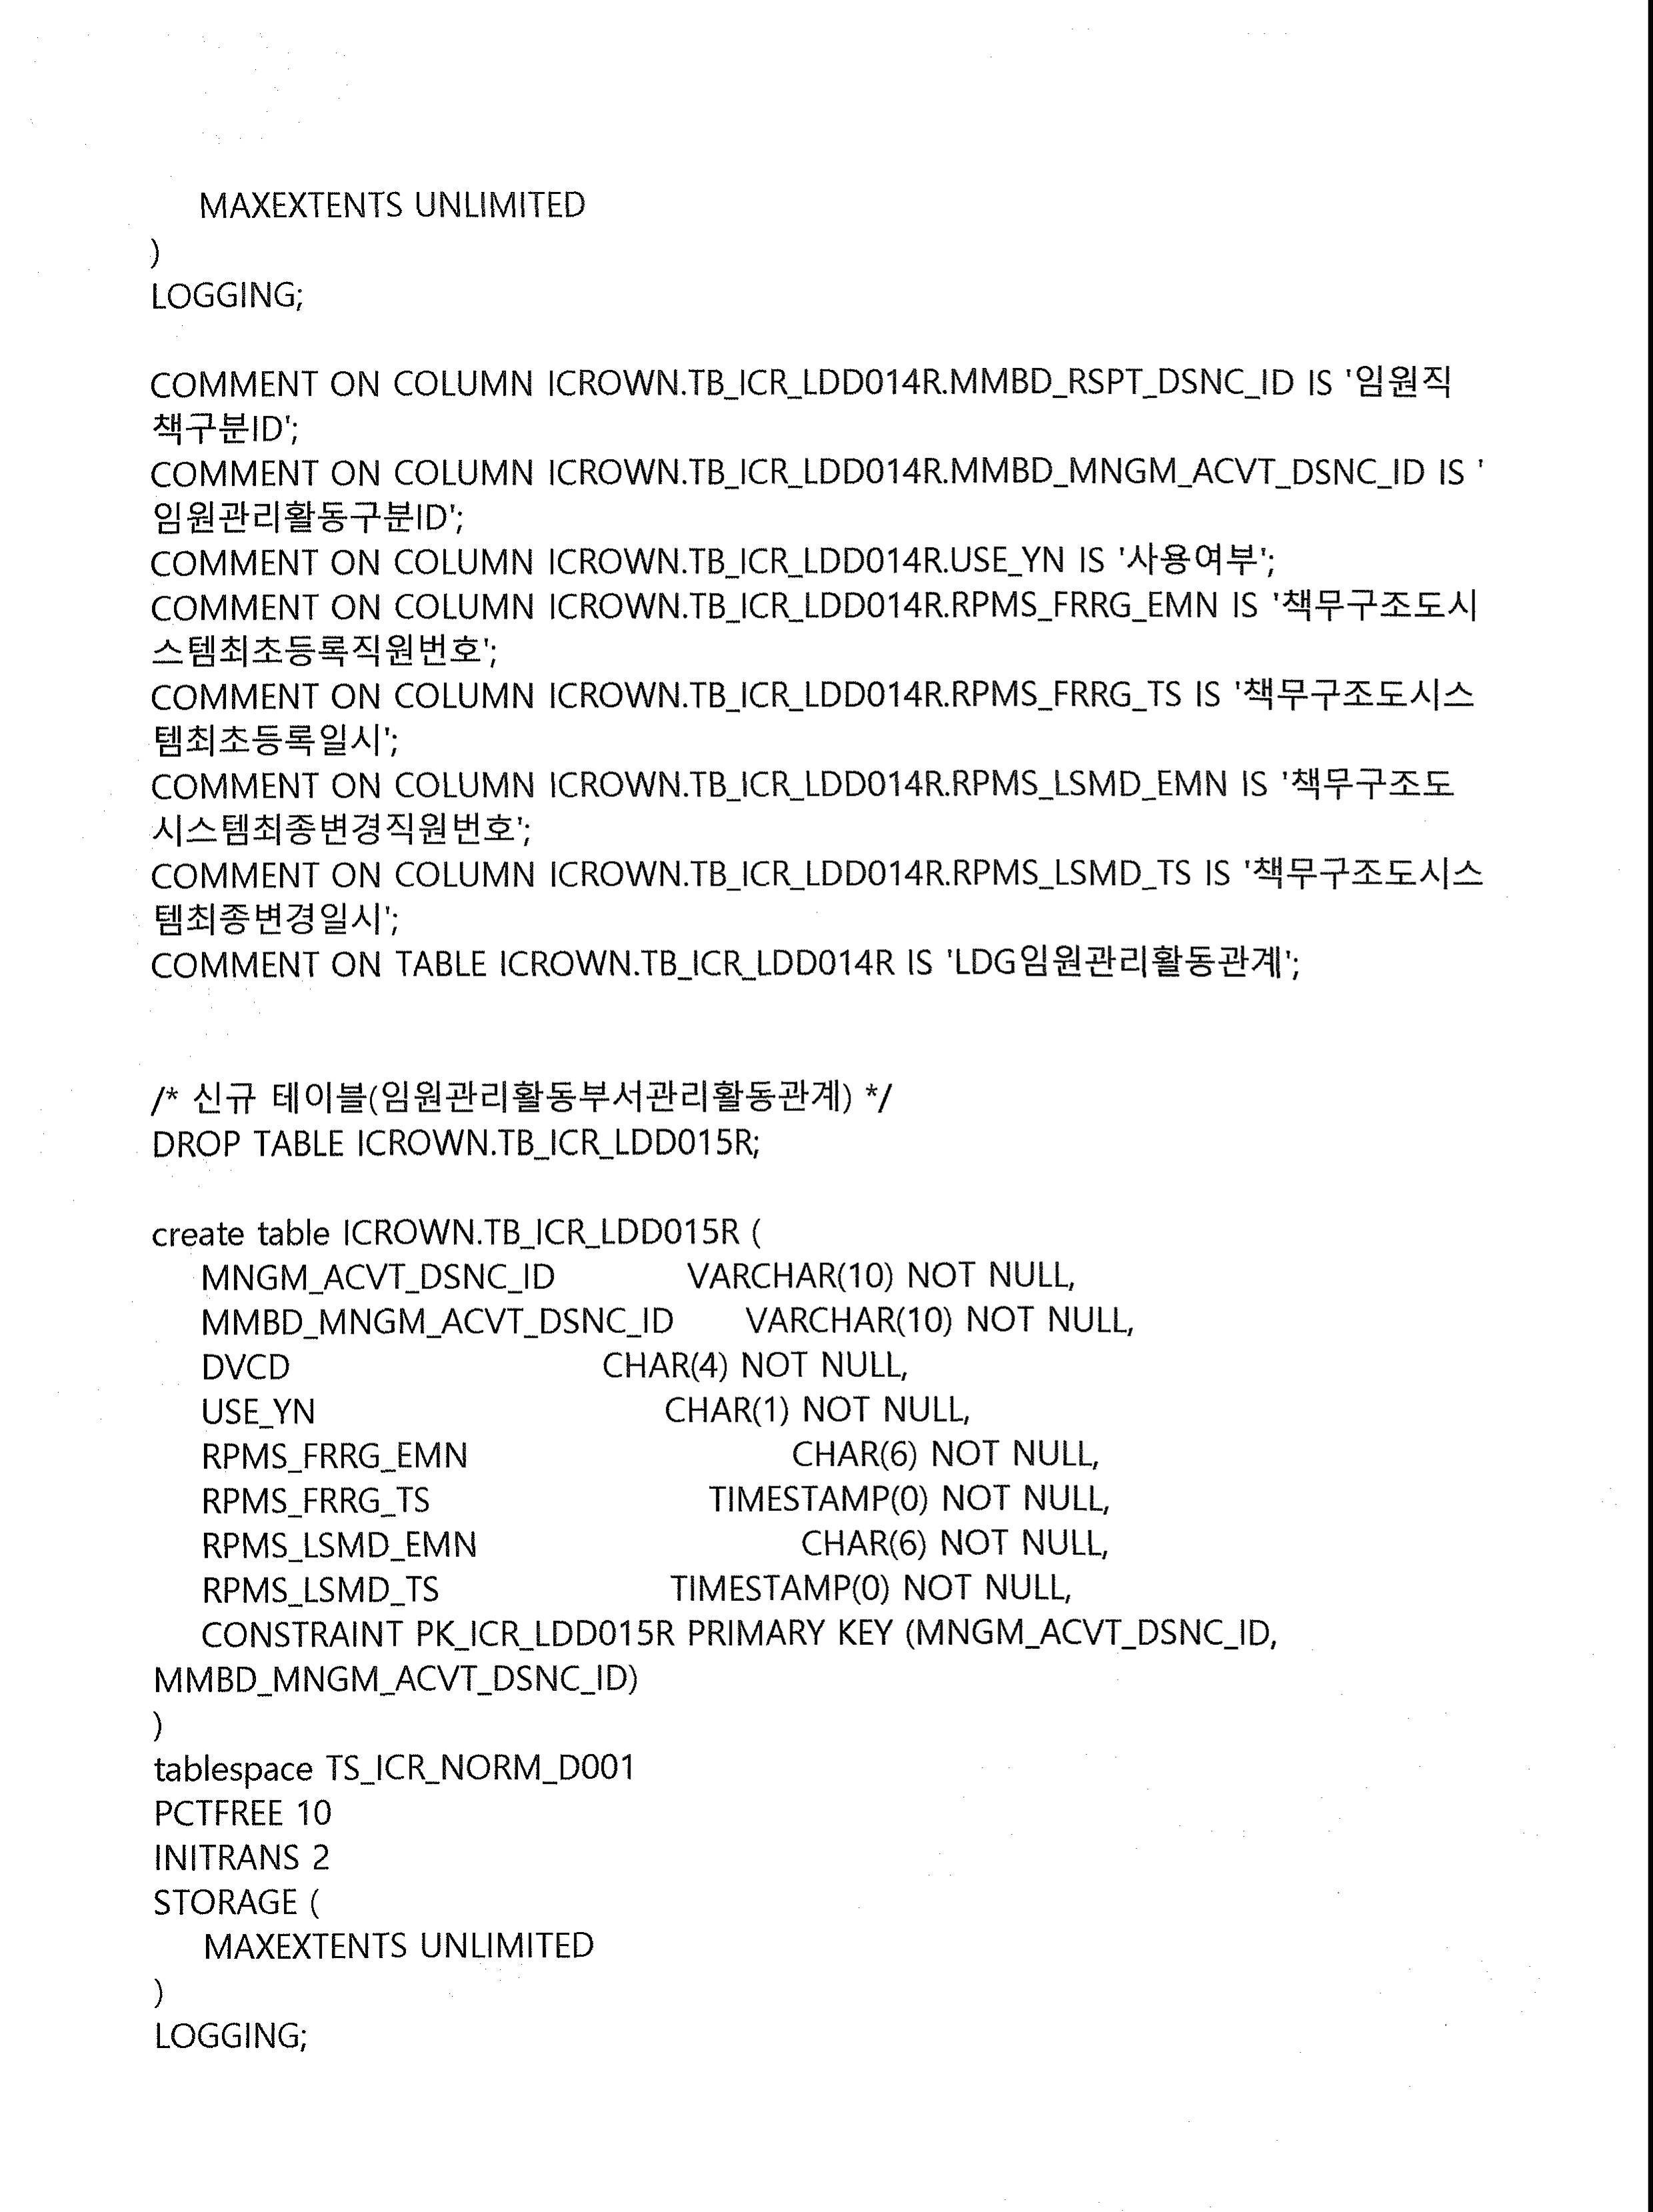 MAXEXTENTS UNLIMITED
)
LOGGING;
COMMENT ON COLUMN ICROWN.TB_ICR_LDD014R.MMBD_RSPT_DSNC_ID IS '임원직
책구분ID';
COMMENT ON COLUMN ICROWN.TB_ICR_LDD014R.MMBD_MNGM_ACVT_DSNC_ID IS '
임원관리활동구분ID';
COMMENT ON COLUMN ICROWN.TB_ICR_LDD014R.USE_YN IS '사용여부';
COMMENT ON COLUMN ICROWN.TB_ICR_LDD014R.RPMS_FRRG_EMN IS '책무구조도시
스템최초등록직원번호';
COMMENT ON COLUMN ICROWN.TB_ICR_LDD014R.RPMS_FRRG_TS IS '책무구조도시스
템최초등록일시';
COMMENT ON COLUMN ICROWN.TB_ICR_LDD014R.RPMS_LSMD_EMN IS '책무구조도
시스템최종변경직원번호';
COMMENT ON COLUMN ICROWN.TB_ICR_LDD014R.RPMS_LSMD_TS IS '책무구조도시스
템최종변경일시';
COMMENT ON TABLE ICROWN.TB_ICR_LDD014R IS 'LDG임원관리활동관계';
/* 신규 테이블(임원관리활동부서관리활동관계) */
DROP TABLE ICROWN.TB_ICR_LDD015R;
create table ICROWN.TB_ICR_LDD015R (
MNGM_ACVT_DSNC_ID VARCHAR(10) NOT NULL,
MMBD_MNGM_ACVT_DSNC_ID VARCHAR(10) NOT NULL,
DVCD CHAR(4) NOT NULL,
USE_YN CHAR(1) NOT NULL,
RPMS_FRRG_EMN CHAR(6) NOT NULL,
RPMS_FRRG_TS TIMESTAMP(0) NOT NULL,
RPMS_LSMD_EMN CHAR(6) NOT NULL,
RPMS_LSMD_TS TIMESTAMP(0) NOT NULL,
CONSTRAINT PK_ICR_LDD015R PRIMARY KEY (MNGM_ACVT_DSNC_ID,
MMBD_MNGM_ACVT_DSNC_ID)
)
tablespace TS_ICR_NORM_D001
PCTFREE 10
INITRANS 2
STORAGE (
MAXEXTENTS UNLIMITED
)
LOGGING;